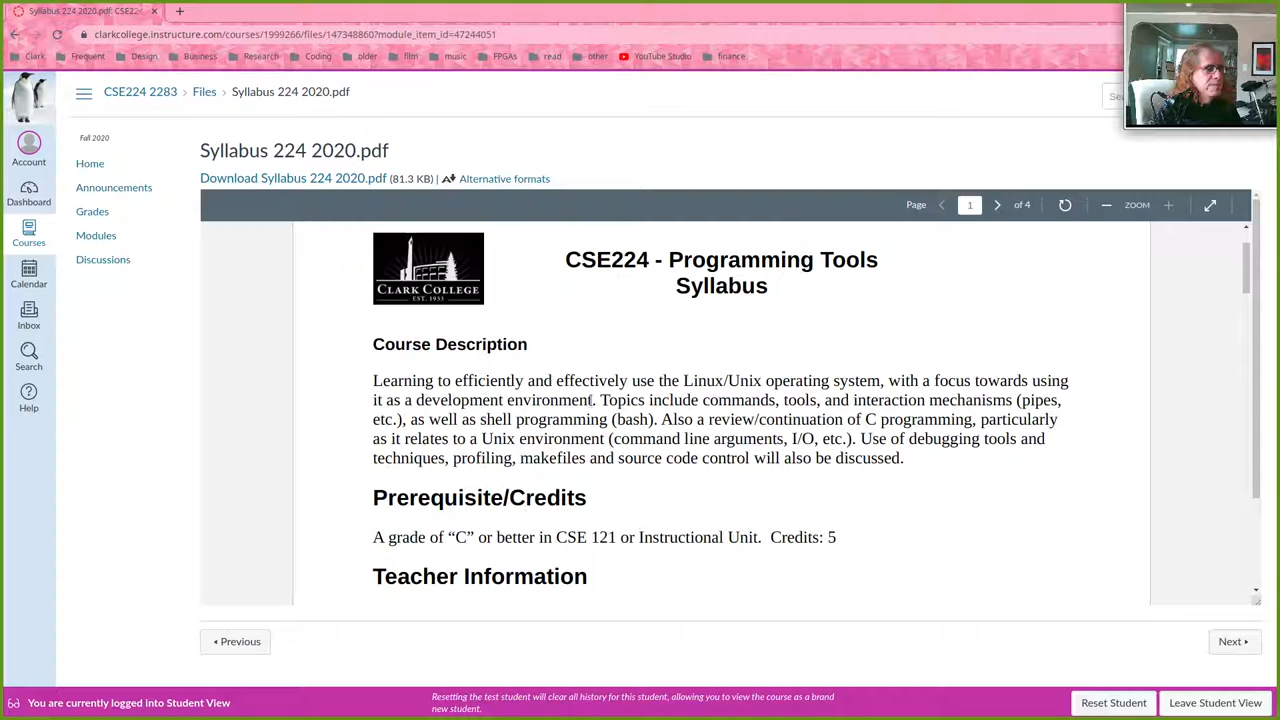 Syllabus 224 2020.pdf: CSE22
clarkcollege.instructure.com/courses/1999266/files/147348860?module_item_id=47244051
Clark Frequent Design Business Research Coding older film music FPGAs read other YouTube Studio finance
CSE224 2283 › Files › Syllabus 224 2020.pdf
Account
Dashboard
Courses
Calendar
Inbox
Search
Help
Fall 2020
Home
Announcements
Grades
Modules
Discussions
Syllabus 224 2020.pdf
Download Syllabus 224 2020.pdf (81.3 KB) | Alternative formats
Page 1 of 4 ZOOM
CLARK COLLEGE
EST. 1933
CSE224 - Programming Tools
Syllabus
Course Description
Learning to efficiently and effectively use the Linux/Unix operating system, with a focus towards using
it as a development environment. Topics include commands, tools, and interaction mechanisms (pipes,
etc.), as well as shell programming (bash). Also a review/continuation of C programming, particularly
as it relates to a Unix environment (command line arguments, I/O, etc.). Use of debugging tools and
techniques, profiling, makefiles and source code control will also be discussed.
Prerequisite/Credits
A grade of “C” or better in CSE 121 or Instructional Unit. Credits: 5
Teacher Information
Previous
Next
You are currently logged into Student View
Resetting the test student will clear all history for this student, allowing you to view the course as a brand
new student.
Reset Student
Leave Student View